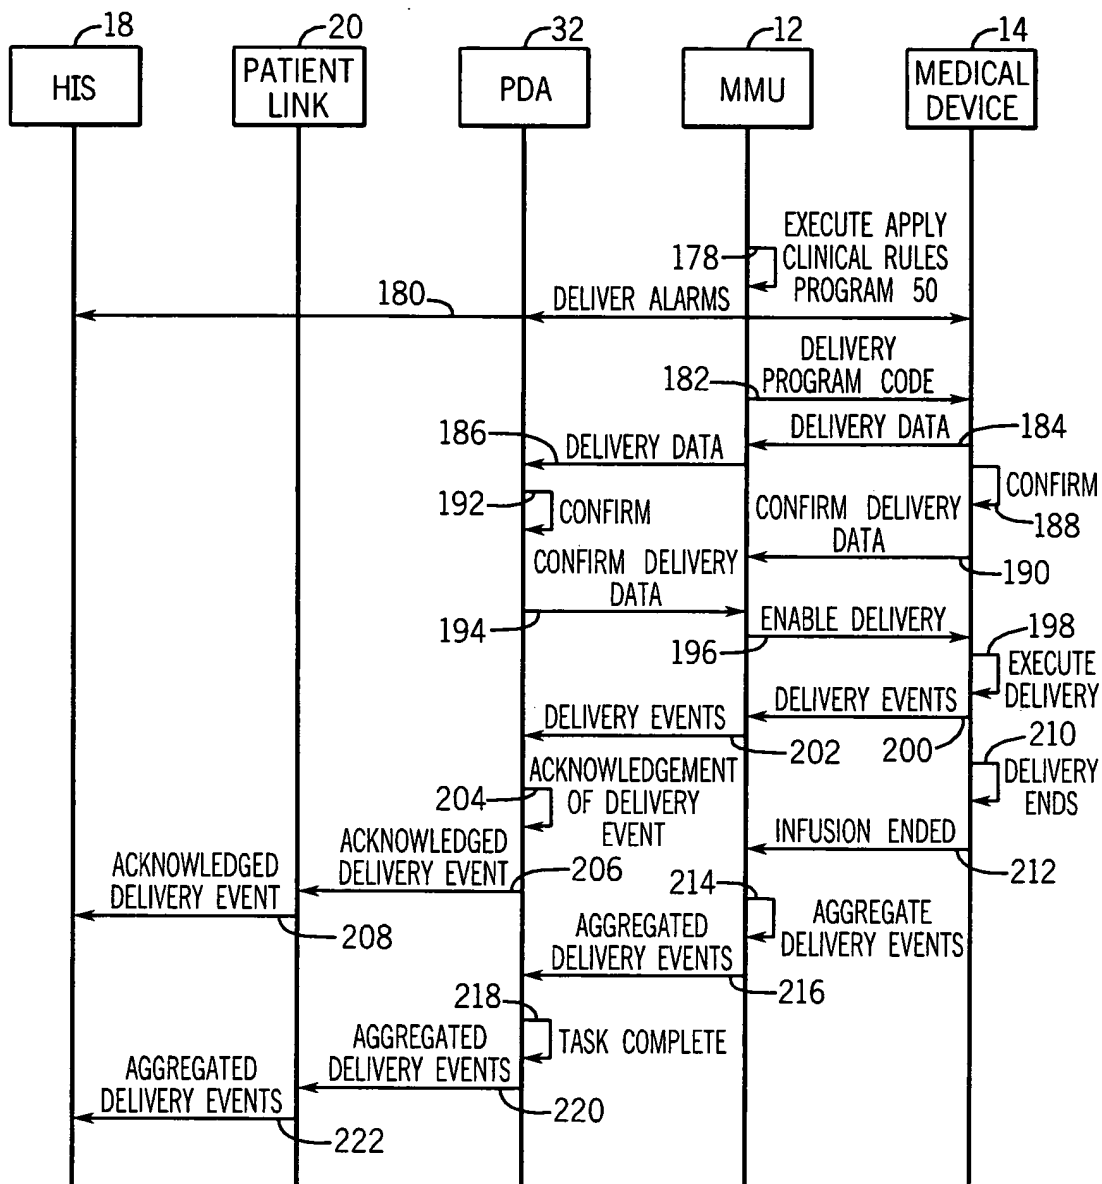 18
20
32
12
14
HIS
PATIENT
LINK
PDA
MMU
MEDICAL
DEVICE
EXECUTE APPLY
CLINICAL RULES
PROGRAM 50
178
180
DELIVER ALARMS
DELIVERY
PROGRAM CODE
182
DELIVERY DATA
184
186
DELIVERY DATA
CONFIRM
188
192
CONFIRM
CONFIRM DELIVERY
DATA
190
CONFIRM DELIVERY
DATA
194
ENABLE DELIVERY
196
198
EXECUTE
DELIVERY
DELIVERY EVENTS
200
DELIVERY EVENTS
202
210
DELIVERY
ENDS
204
ACKNOWLEDGEMENT
OF DELIVERY
EVENT
INFUSION ENDED
212
ACKNOWLEDGED
DELIVERY EVENT
206
ACKNOWLEDGED
DELIVERY EVENT
208
214
AGGREGATE
DELIVERY EVENTS
AGGREGATED
DELIVERY EVENTS
216
218
TASK COMPLETE
AGGREGATED
DELIVERY EVENTS
220
AGGREGATED
DELIVERY EVENTS
222